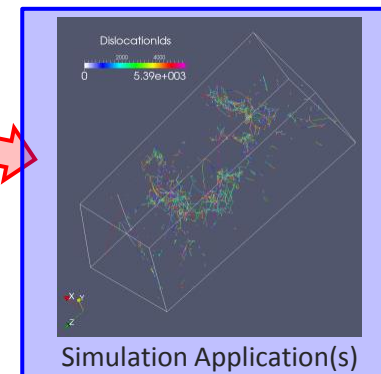 DislocationIds
2000 4000
0 5.39e+003
X Y
Z
Simulation Application(s)